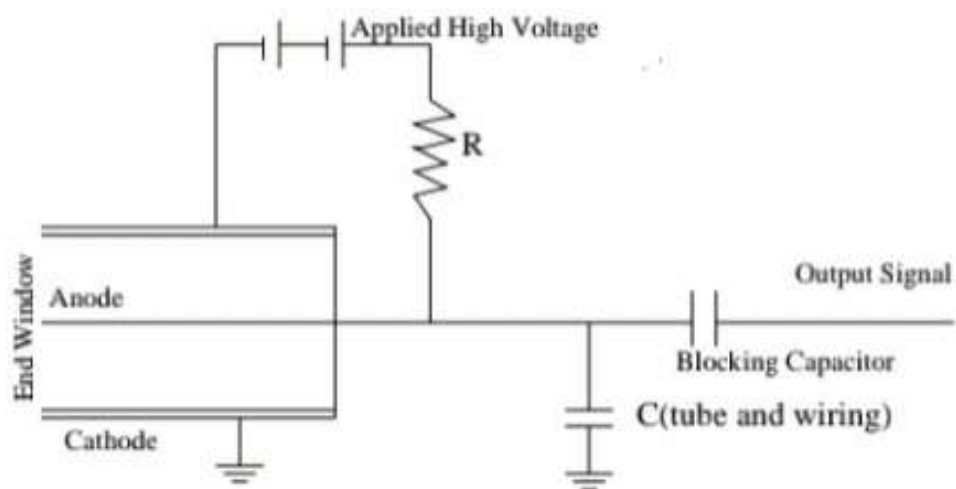 Applied High Voltage
R
End Window
Anode
Output Signal
Blocking Capacitor
C(tube and wiring)
Cathode